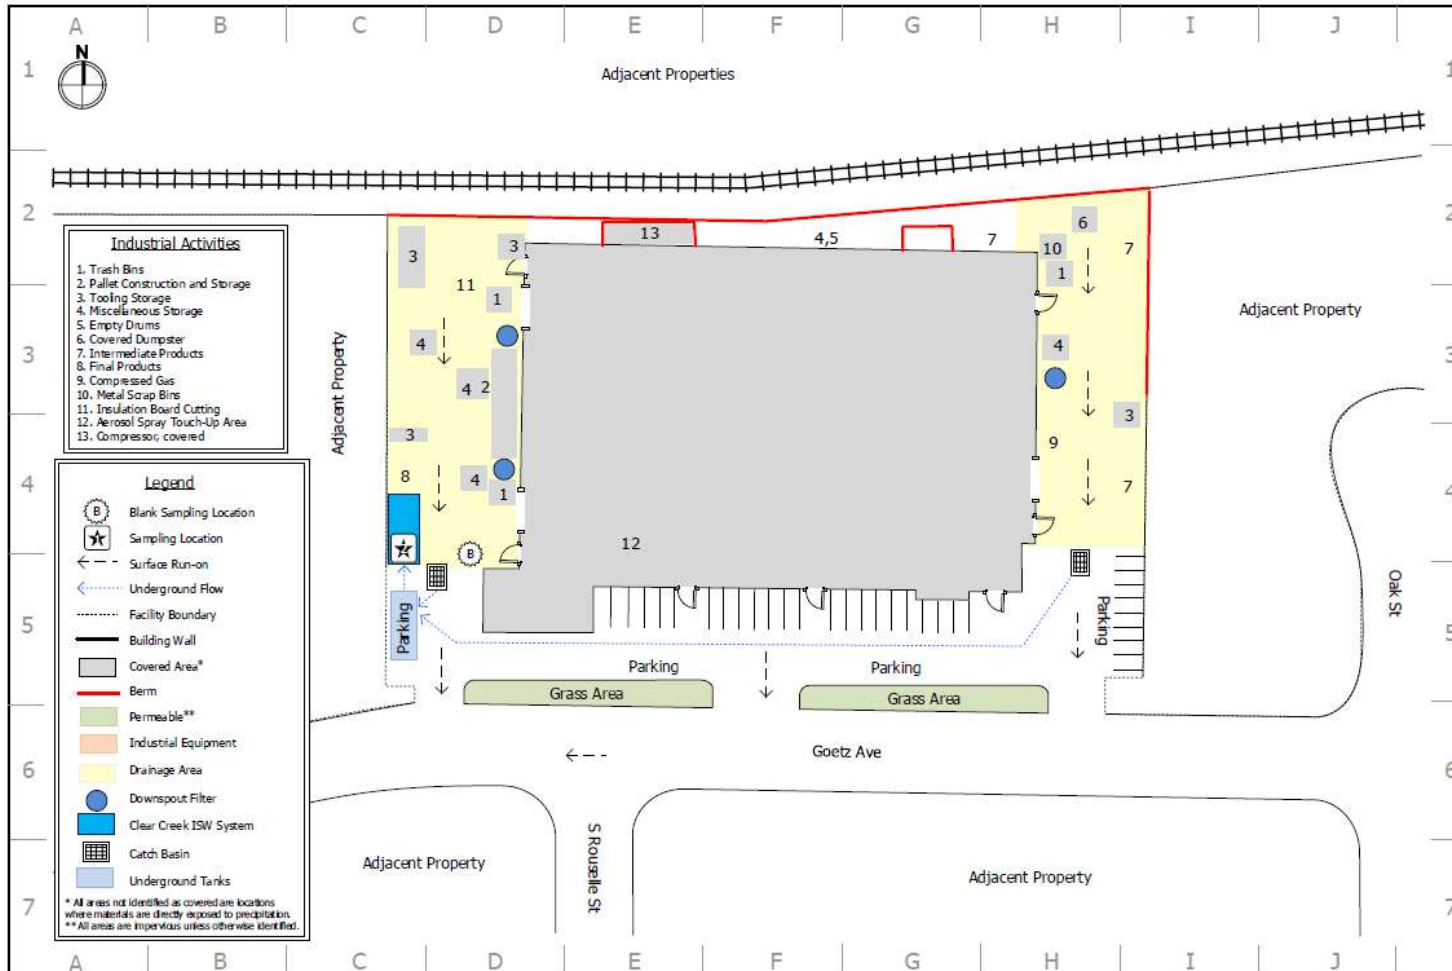 A B C D E F G H I J
1 1
2 2
3 3
4 4
5 5
6 6
7 7
A B C D E F G H I J
N
Adjacent Properties
Industrial Activities
1. Trash Bins
2. Pallet Construction and Storage
3. Tooling Storage
4. Miscellaneous Storage
5. Empty Drums
6. Covered Dumpster
7. Intermediate Products
8. Final Products
9. Compressed Gas
10. Metal Scrap Bins
11. Insulation Board Cutting
12. Aerosol Spray Touch-Up Area
13. Compressor, covered
Legend
B Blank Sampling Location
Sampling Location
Surface Run-on
Underground Flow
Facility Boundary
Building Wall
Covered Area*
Berm
Permeable**
Industrial Equipment
Drainage Area
Downspout Filter
Clear Creek ISW System
Catch Basin
Underground Tanks
* All areas not identified as covered are locations
where materials are directly exposed to precipitation.
** All areas are impervious unless otherwise identified.
Adjacent Property
3
3
11
1
4
4 2
3
8
4
1
B
13
4,5
7
6
10
7
1
4
3
9
7
12
Adjacent Property
Parking
Parking
Parking
Parking
Grass Area
Grass Area
Goetz Ave
Oak St
S Rouselle St
Adjacent Property
Adjacent Property